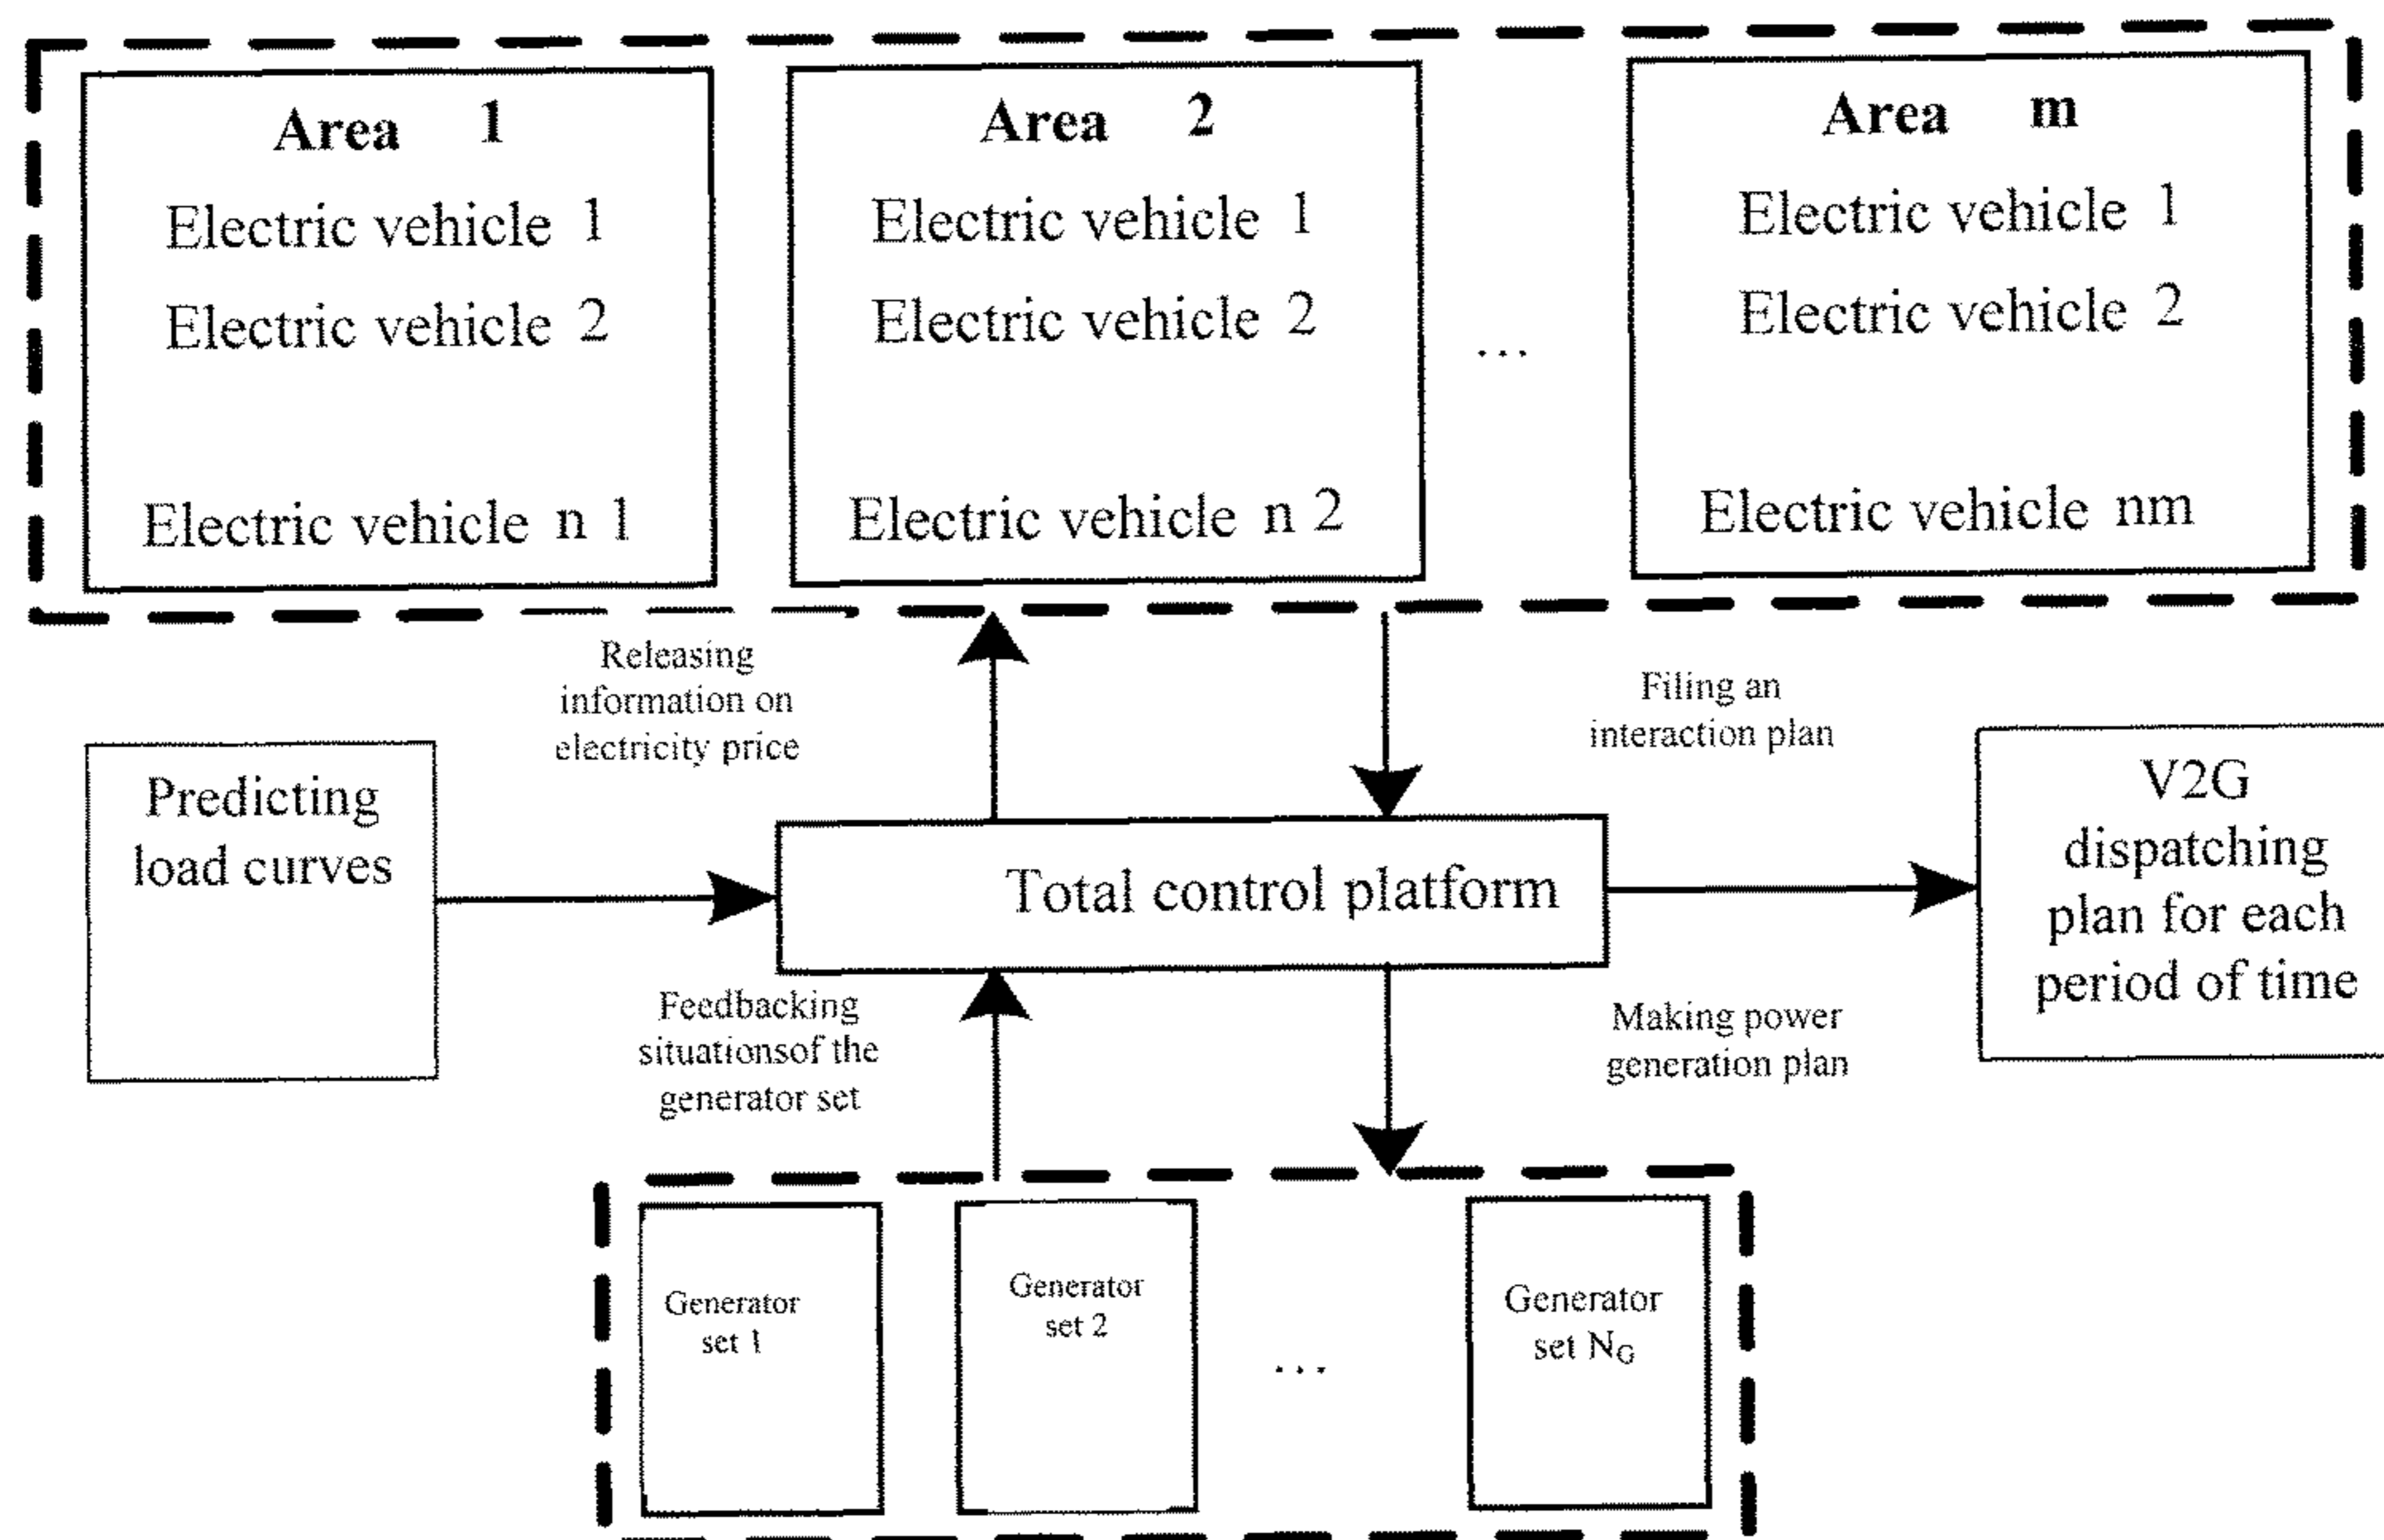 Area 1
Electric vehicle 1
Electric vehicle 2
Electric vehicle n 1
Area 2
Electric vehicle 1
Electric vehicle 2
Electric vehicle n 2
...
Area m
Electric vehicle 1
Electric vehicle 2
Electric vehicle nm
Releasing
information on
electricity price
Filing an
interaction plan
Predicting
load curves
Total control platform
V2G
dispatching
plan for each
period of time
Feedbacking
situationsof the
generator set
Making power
generation plan
Generator
set 1
Generator
set 2
...
Generator
set N_G